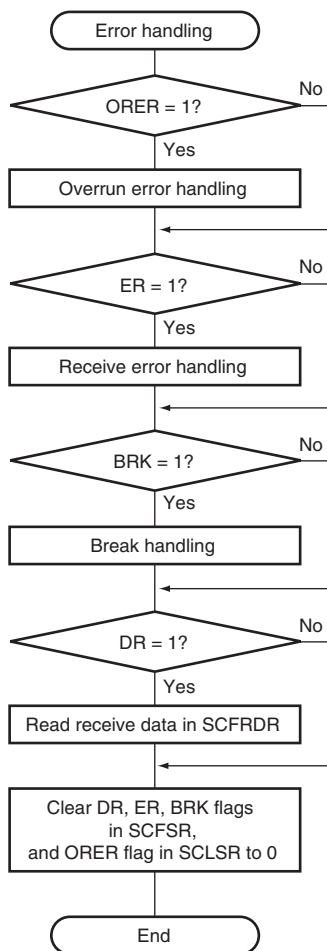 Error handling
ORER = 1?
No
Yes
Overrun error handling
ER = 1?
No
Yes
Receive error handling
BRK = 1?
No
Yes
Break handling
DR = 1?
No
Yes
Read receive data in SCFRDR
Clear DR, ER, BRK flags
in SCFSR,
and ORER flag in SCLSR to 0
End